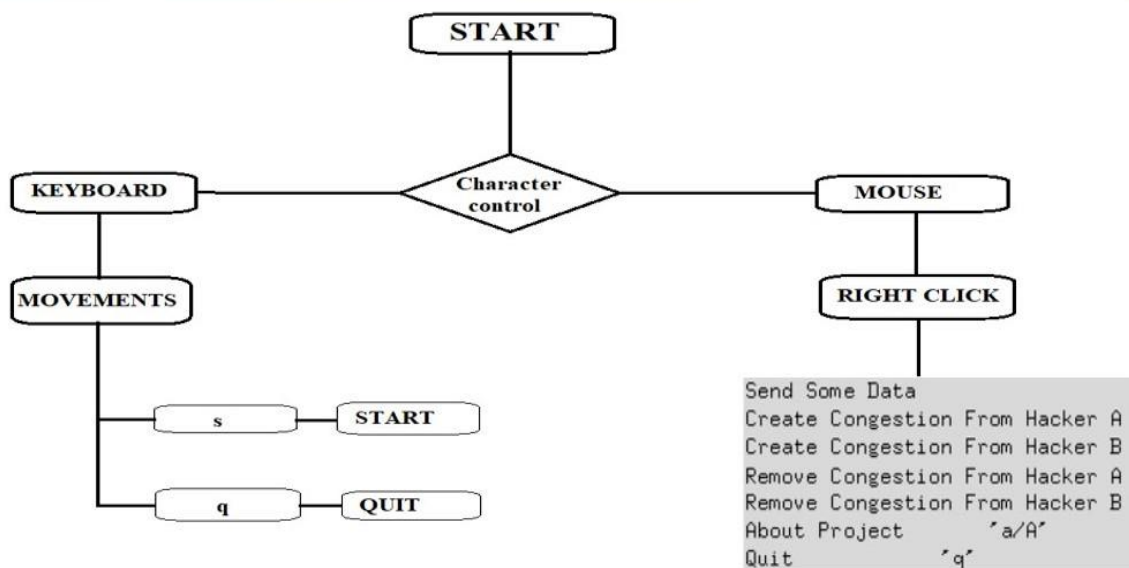 START
Character
control
KEYBOARD
MOUSE
MOVEMENTS
RIGHT CLICK
s
START
q
QUIT
Send Some Data
Create Congestion From Hacker A
Create Congestion From Hacker B
Remove Congestion From Hacker A
Remove Congestion From Hacker B
About Project 'a/A'
Quit 'q'